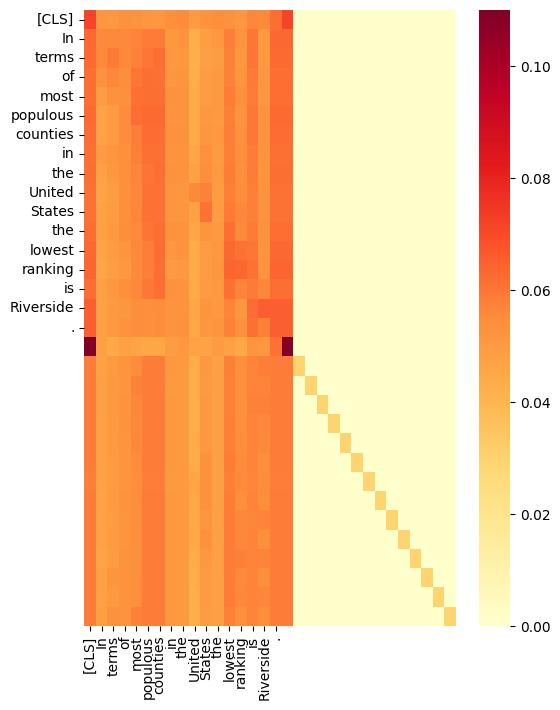 [CLS]
In
terms
of
most
populous
counties
in
the
United
States
the
lowest
ranking
is
Riverside
.
0.10
0.08
0.06
0.04
0.02
0.00
[CLS]
In
terms
of
most
populous
counties
in
the
United
States
the
lowest
ranking
is
Riverside
.